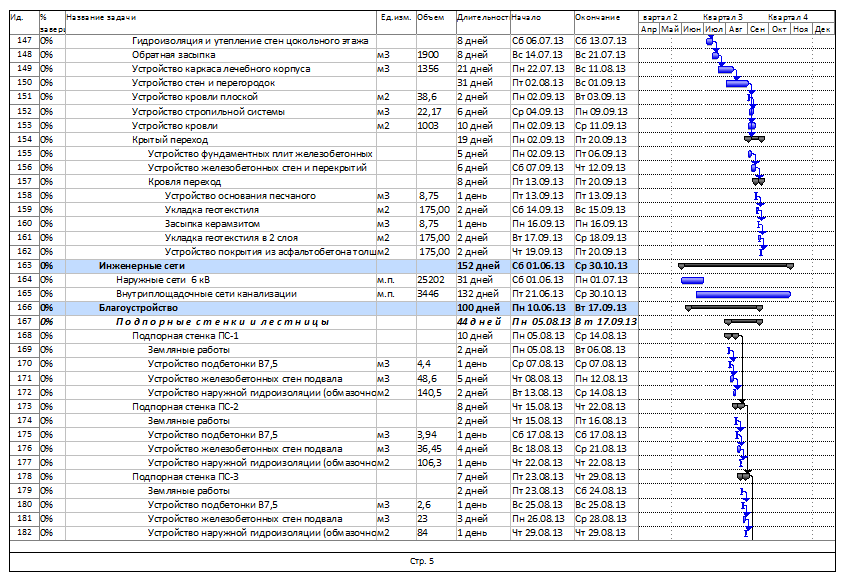 Ид. % Название задачи Ед.изм. Объем Длительност Начало Окончание вартал 2 Квартал 3 Квартал 4
завері Апр Май Июн Июл Авг Сен Окт Ноя Дек
147 0% Гидроизоляция и утепление стен цокольного этажа 8 дней Сб 06.07.13 Сб 13.07.13
148 0% Обратная засыпка м3 1900 8 дней Вс 14.07.13 Вс 21.07.13
149 0% Устройство каркаса лечебного корпуса м3 1356 21 дней Пн 22.07.13 Вс 11.08.13
150 0% Устройство стен и перегородок 31 дней Пт 02.08.13 Вс 01.09.13
151 0% Устройство кровли плоской м2 38,6 2 дней Пн 02.09.13 Вт 03.09.13
152 0% Устройство стропильной системы м3 22,17 6 дней Ср 04.09.13 Пн 09.09.13
153 0% Устройство кровли м2 1003 10 дней Пн 02.09.13 Ср 11.09.13
154 0% Крытый переход 19 дней Пн 02.09.13 Пт 20.09.13
155 0% Устройство фундаментных плит железобетонных 5 дней Пн 02.09.13 Пт 06.09.13
156 0% Устройство железобетонных стен и перекрытий 6 дней Сб 07.09.13 Чт 12.09.13
157 0% Кровля переход 8 дней Пт 13.09.13 Пт 20.09.13
158 0% Устройство основания песчаного м3 8,75 1 день Пт 13.09.13 Пт 13.09.13
159 0% Укладка геотекстиля м2 175,00 2 дней Сб 14.09.13 Вс 15.09.13
160 0% Засыпка керамзитом м3 8,75 1 день Пн 16.09.13 Пн 16.09.13
161 0% Укладка геотекстиля в 2 слоя м2 175,00 2 дней Вт 17.09.13 Ср 18.09.13
162 0% Устройство покрытия из асфальтобетона толщ м2 175,00 2 дней Чт 19.09.13 Пт 20.09.13
163 0% Инженерные сети 152 дней Сб 01.06.13 Ср 30.10.13
164 0% Наружные сети 6 кВ м.п. 25202 31 дней Сб 01.06.13 Пн 01.07.13
165 0% Внутриплощадочные сети канализации м.п. 3446 132 дней Пт 21.06.13 Ср 30.10.13
166 0% Благоустройство 100 дней Пн 10.06.13 Вт 17.09.13
167 0% Подпорные стенки и лестницы 44 дней Пн 05.08.13 Вт 17.09.13
168 0% Подпорная стенка ПС-1 10 дней Пн 05.08.13 Ср 14.08.13
169 0% Земляные работы 2 дней Пн 05.08.13 Вт 06.08.13
170 0% Устройство подбетонки В7,5 м3 4,4 1 день Ср 07.08.13 Ср 07.08.13
171 0% Устройство железобетонных стен подвала м3 48,6 5 дней Чт 08.08.13 Пн 12.08.13
172 0% Устройство наружной гидроизоляции (обмазочно м2 140,5 2 дней Вт 13.08.13 Ср 14.08.13
173 0% Подпорная стенка ПС-2 8 дней Чт 15.08.13 Чт 22.08.13
174 0% Земляные работы 2 дней Чт 15.08.13 Пт 16.08.13
175 0% Устройство подбетонки В7,5 м3 3,94 1 день Сб 17.08.13 Сб 17.08.13
176 0% Устройство железобетонных стен подвала м3 36,45 4 дней Вс 18.08.13 Ср 21.08.13
177 0% Устройство наружной гидроизоляции (обмазочно м2 106,3 1 день Чт 22.08.13 Чт 22.08.13
178 0% Подпорная стенка ПС-3 7 дней Пт 23.08.13 Чт 29.08.13
179 0% Земляные работы 2 дней Пт 23.08.13 Сб 24.08.13
180 0% Устройство подбетонки В7,5 м3 2,6 1 день Вс 25.08.13 Вс 25.08.13
181 0% Устройство железобетонных стен подвала м3 23 3 дней Пн 26.08.13 Ср 28.08.13
182 0% Устройство наружной гидроизоляции (обмазочно м2 84 1 день Чт 29.08.13 Чт 29.08.13
Стр. 5